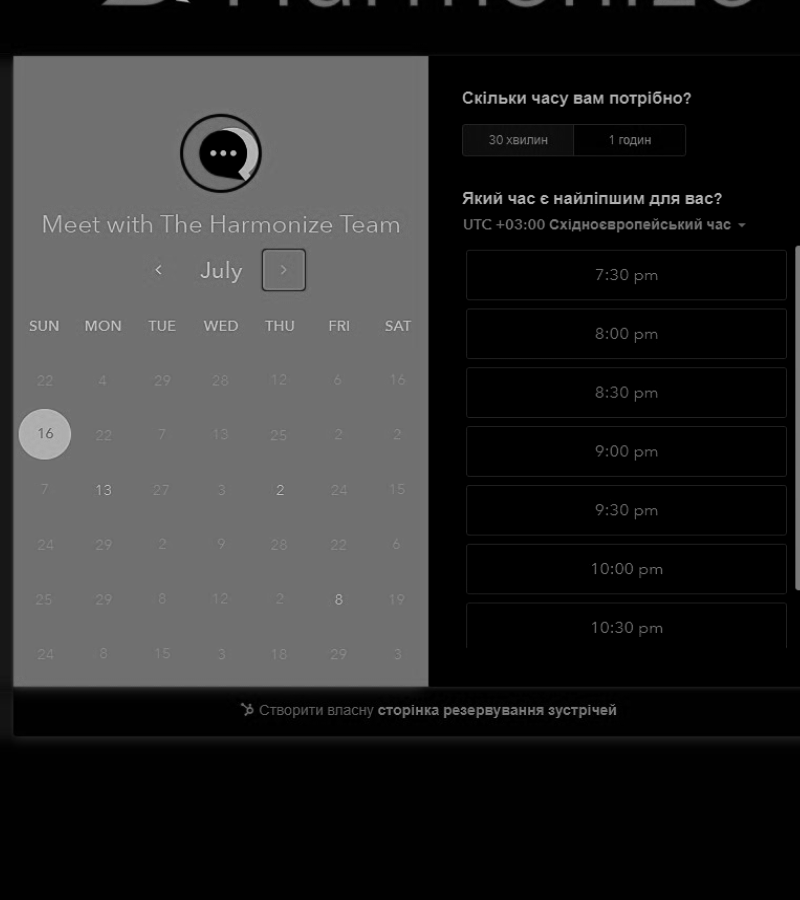 Harmonize
Meet with The Harmonize Team
July
SUN MON TUE WED THU FRI SAT
22 4 29 28 12 6 16
16 22 7 13 25 2 2
7 13 27 3 2 24 15
24 29 2 9 28 22 6
25 29 8 12 2 8 19
24 8 15 3 18 29 3
Скільки часу вам потрібно?
30 хвилин 1 годин
Який час є найліпшим для вас?
UTC +03:00 Східноєвропейський час
7:30 pm
8:00 pm
8:30 pm
9:00 pm
9:30 pm
10:00 pm
10:30 pm
Створити власну сторінка резервування зустрічей